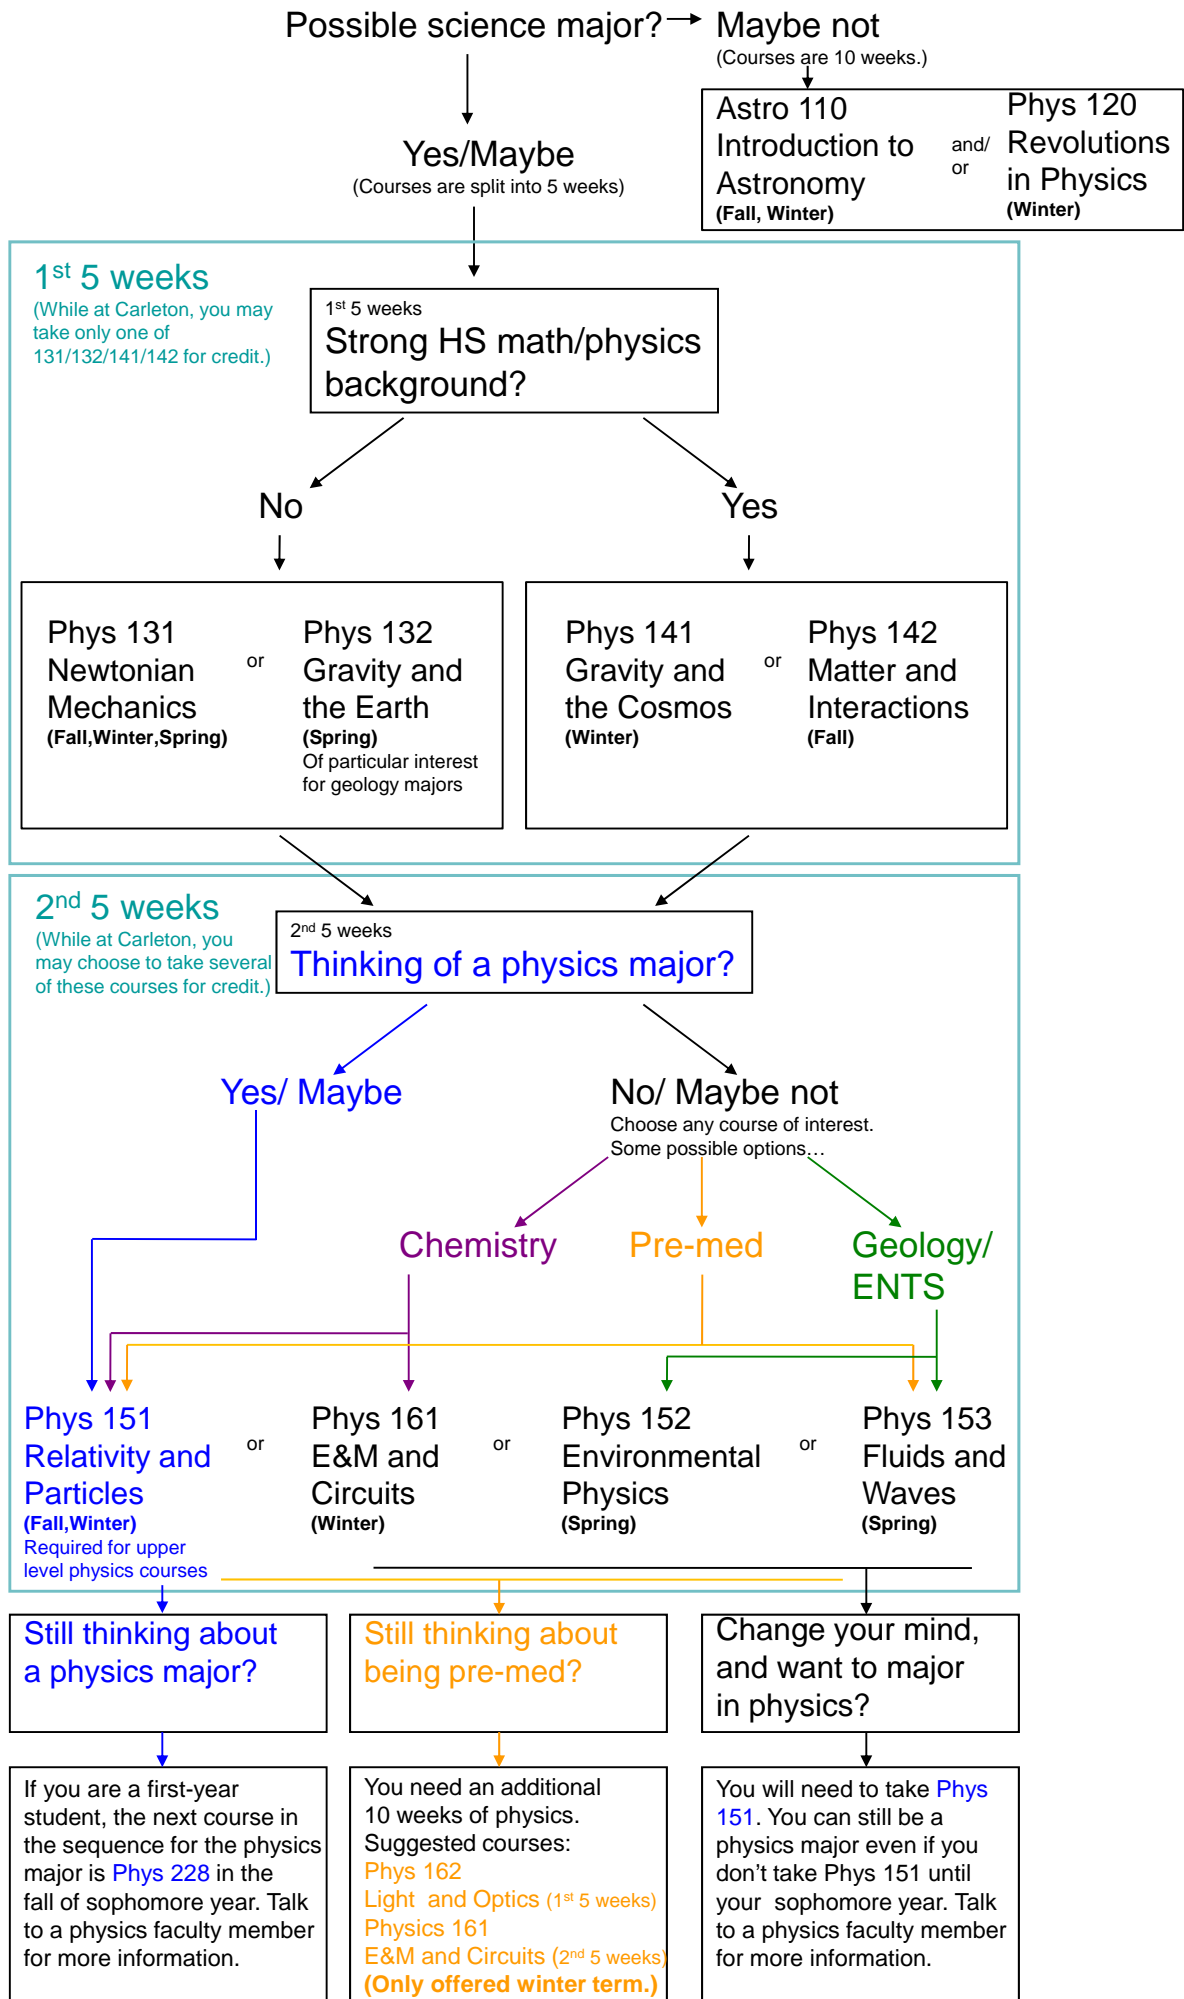 Possible science major?
Maybe not
(Courses are 10 weeks.)
Astro 110
Introduction to
Astronomy
(Fall, Winter)
and/
or
Phys 120
Revolutions
in Physics
(Winter)
Yes/Maybe
(Courses are split into 5 weeks)
1st 5 weeks
(While at Carleton, you may
take only one of
131/132/141/142 for credit.)
1st 5 weeks
Strong HS math/physics
background?
No
Yes
Phys 131
Newtonian
Mechanics
(Fall,Winter,Spring)
or
Phys 132
Gravity and
the Earth
(Spring)
Of particular interest
for geology majors
Phys 141
Gravity and
the Cosmos
(Winter)
or
Phys 142
Matter and
Interactions
(Fall)
2nd 5 weeks
(While at Carleton, you
may choose to take several
of these courses for credit.)
2nd 5 weeks
Thinking of a physics major?
Yes/ Maybe
No/ Maybe not
Choose any course of interest.
Some possible options…
Chemistry
Pre-med
Geology/
ENTS
Phys 151
Relativity and
Particles
(Fall,Winter)
Required for upper
level physics courses
or
Phys 161
E&M and
Circuits
(Winter)
or
Phys 152
Environmental
Physics
(Spring)
or
Phys 153
Fluids and
Waves
(Spring)
Still thinking about
a physics major?
Still thinking about
being pre-med?
Change your mind,
and want to major
in physics?
If you are a first-year
student, the next course in
the sequence for the physics
major is Phys 228 in the
fall of sophomore year. Talk
to a physics faculty member
for more information.
You need an additional
10 weeks of physics.
Suggested courses:
Phys 162
Light and Optics (1st 5 weeks)
Physics 161
E&M and Circuits (2nd 5 weeks)
(Only offered winter term.)
You will need to take Phys
151. You can still be a
physics major even if you
don't take Phys 151 until
your sophomore year. Talk
to a physics faculty member
for more information.